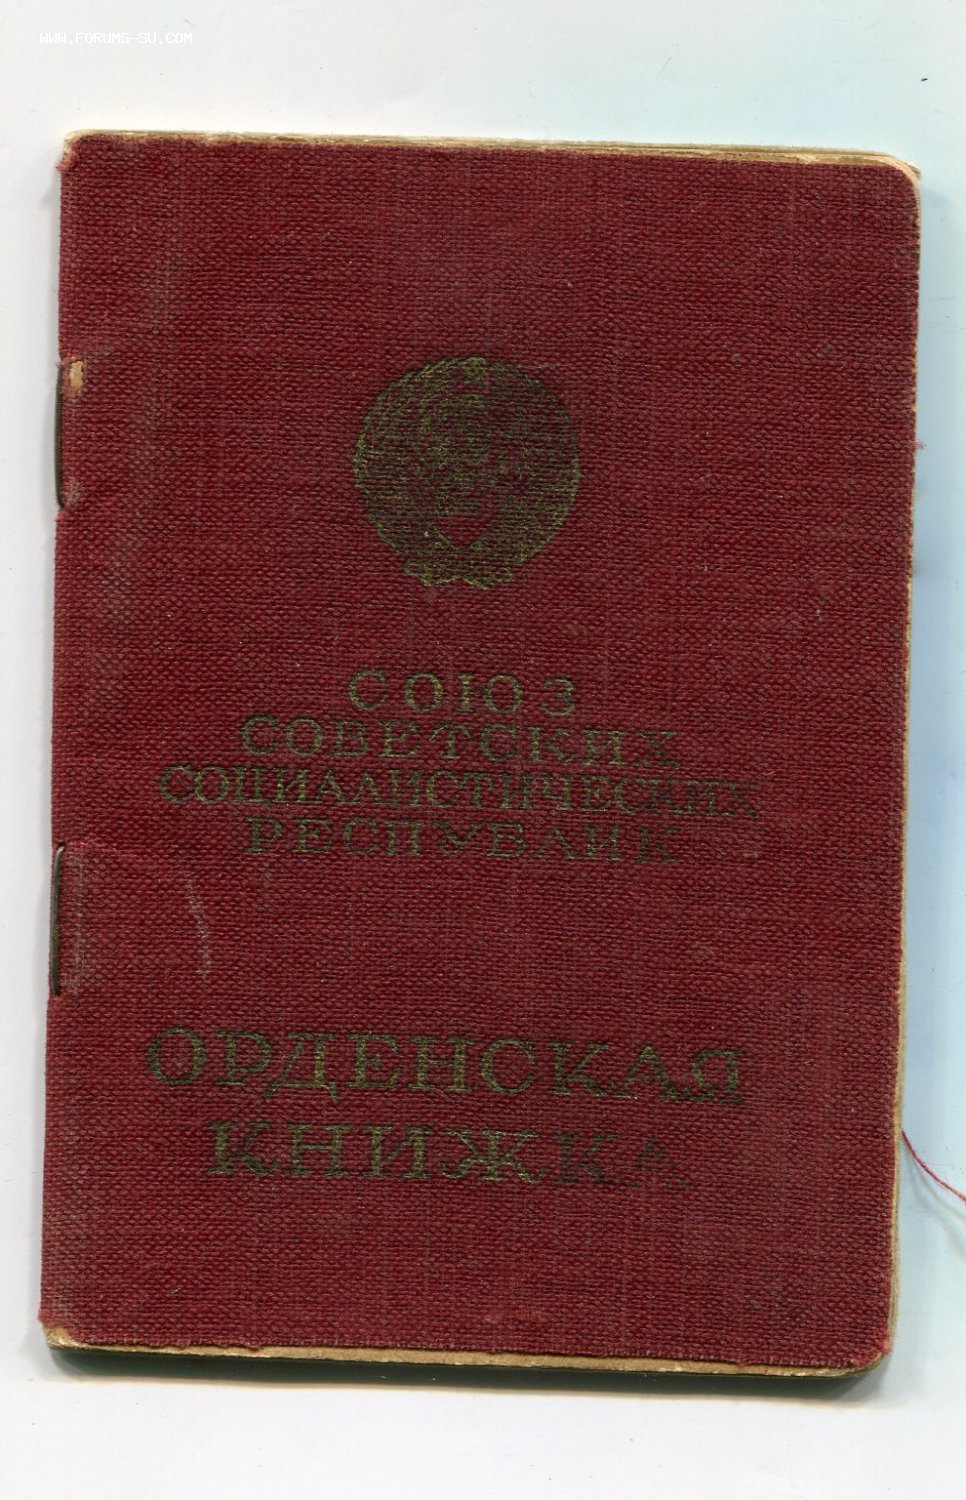 WWW.FORUMS-SU.COM
СОЮЗ
СОВЕТСКИХ
СОЦИАЛИСТИЧЕСКИХ
РЕСПУБЛИК
ОРДЕНСКАЯ
КНИЖКА